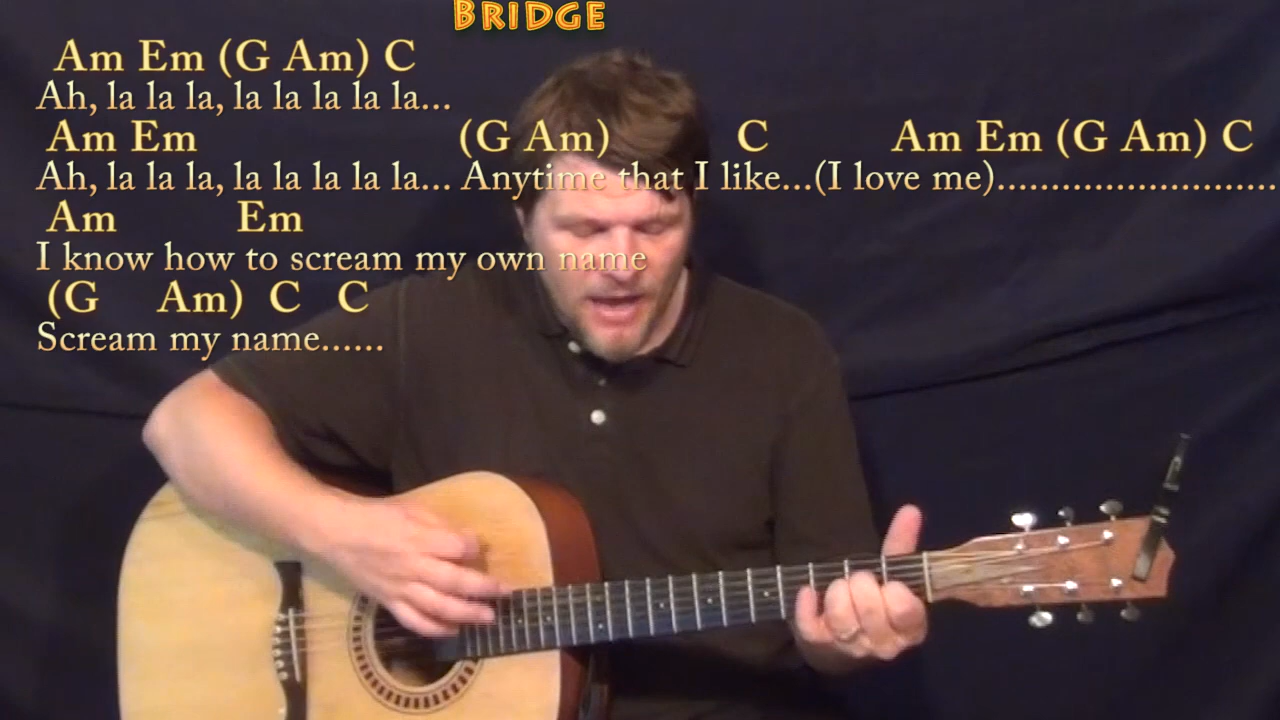 BRIDGE
Am Em (G Am) C
Ah, la la la, la la la la la...
Am Em (G Am) C Am Em (G Am) C
Ah, la la la, la la la la la... Anytime that I like...(I love me)..........................
Am Em
I know how to scream my own name
(G Am) C C
Scream my name......